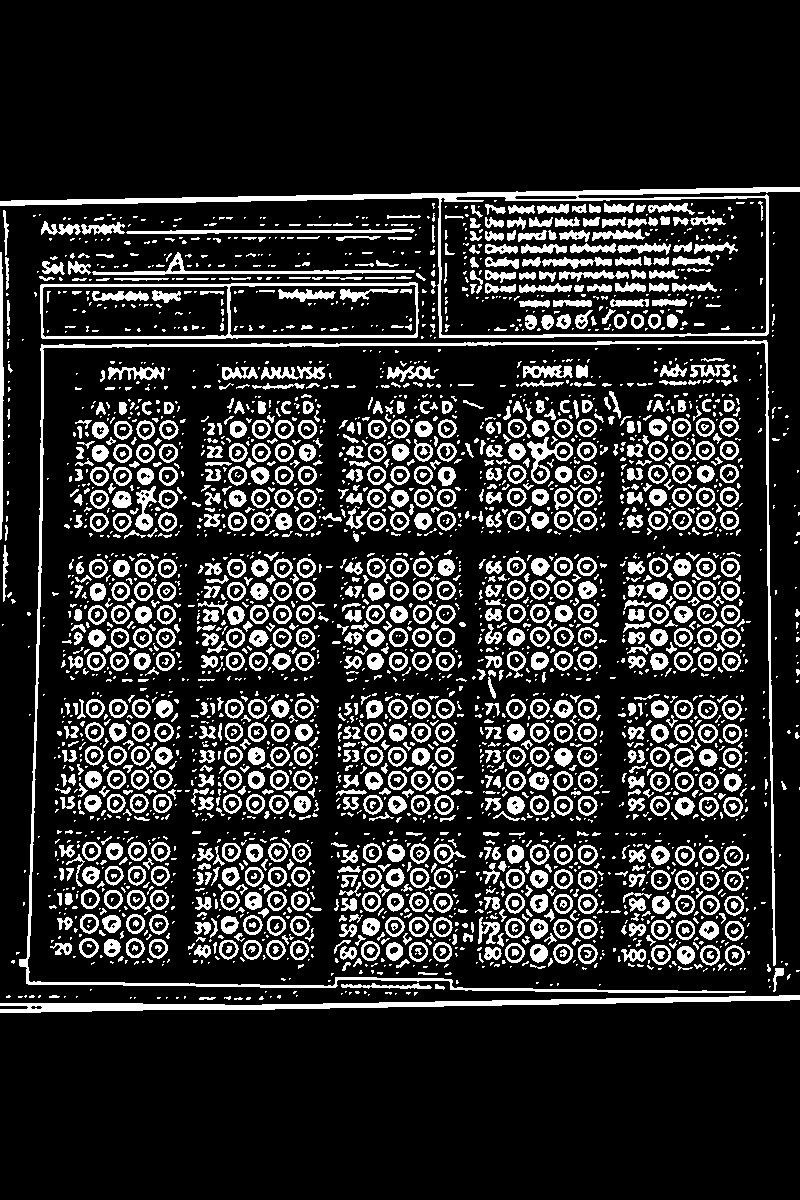 Assessment:
Set No: A
Candidate Sign:
Invigilator Sign:
1. This sheet should not be folded or crushed.
2. Use only blue/ black ball point pen to fill the circles.
3. Use of pencil is strictly prohibited.
4. Circles should be darkened completely and properly.
5. Cutting and erasing on this sheet is not allowed.
6. Do not use any stray marks on the sheet.
7. Do not use marker or white fluid to hide the mark.
WRONG METHODS CORRECT METHOD
PYTHON DATA ANALYSIS MySQL POWER BI Adv STATS
A B C D A B C D A B C D A B C D A B C D
1 21 41 61 81
2 22 42 62 82
3 23 43 63 83
4 24 44 64 84
5 25 45 65 85
6 26 46 66 86
7 27 47 67 87
8 28 48 68 88
9 29 49 69 89
10 30 50 70 90
11 31 51 71 91
12 32 52 72 92
13 33 53 73 93
14 34 54 74 94
15 35 55 75 95
16 36 56 76 96
17 37 57 77 97
18 38 58 78 98
19 39 59 79 99
20 40 60 80 100